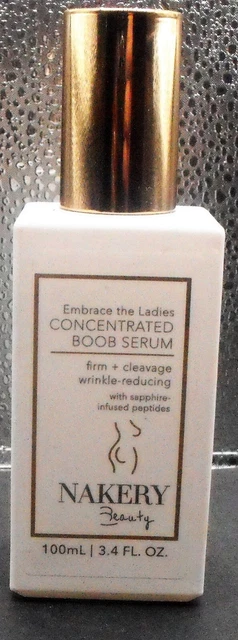 Embrace the Ladies
CONCENTRATED
BOOB SERUM
firm + cleavage
wrinkle-reducing
with sapphire-
infused peptides
NAKERY
Beauty
100mL | 3.4 FL. OZ.